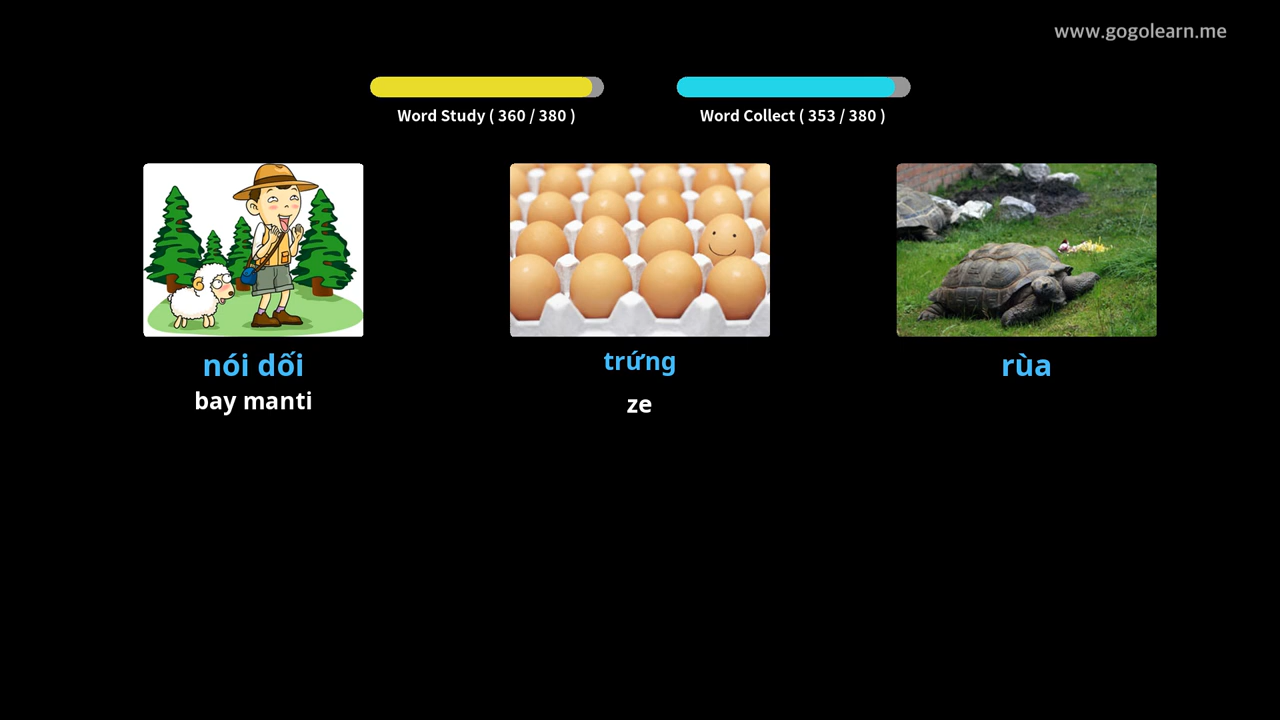 www.gogolearn.me
Word Study ( 360 / 380 )
Word Collect ( 353 / 380 )
nói dối
bay manti
trứng
ze
rùa